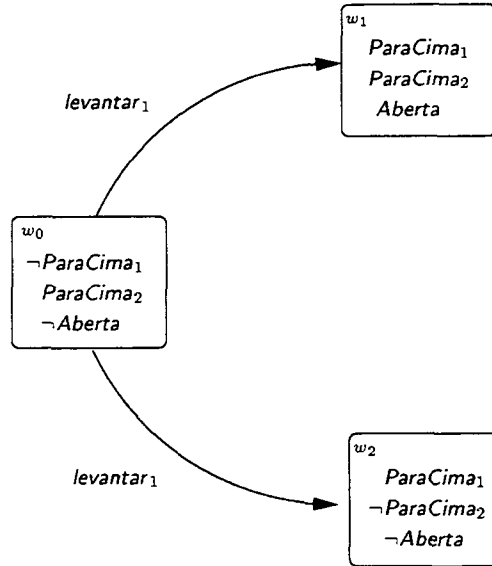 w₁
ParaCima₁
ParaCima₂
Aberta
levantar₁
w₀
¬ParaCima₁
ParaCima₂
¬Aberta
levantar₁
w₂
ParaCima₁
¬ParaCima₂
¬Aberta